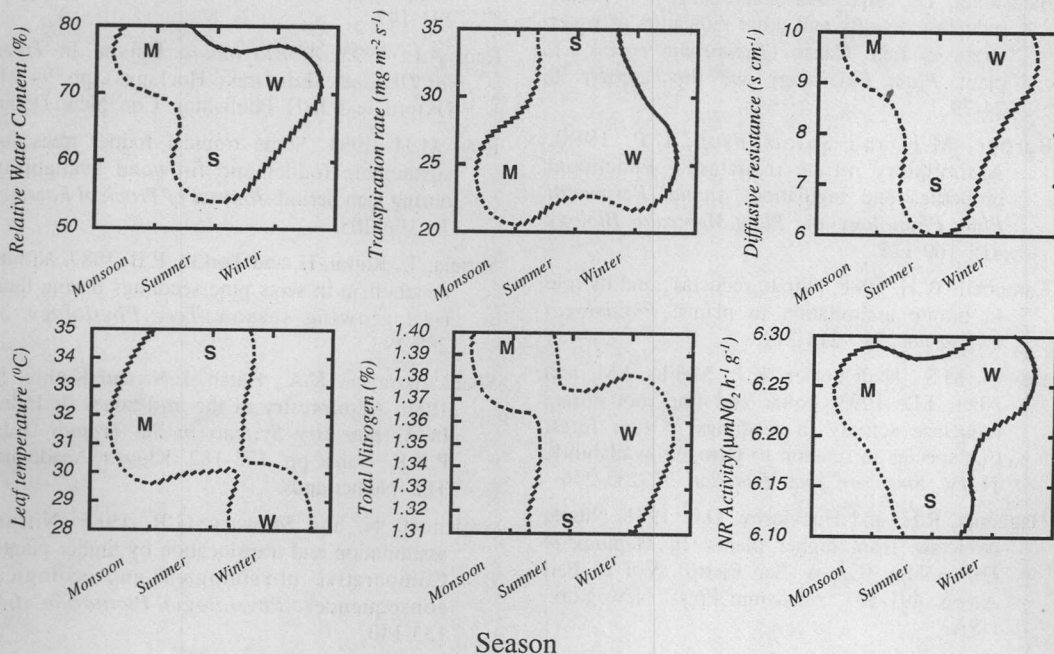 Relative Water Content (%)
80
70
60
50
M
W
S
Monsoon
Summer
Winter
Transpiration rate (mg m s⁻¹)
35
30
25
20
S
M
W
Monsoon
Summer
Winter
Diffusive resistance (s cm⁻¹)
10
9
8
7
6
M
W
S
Monsoon
Summer
Winter
Leaf temperature (⁰C)
35
34
33
32
31
30
29
28
S
M
W
Monsoon
Summer
Winter
Total Nirogen (%)
1.40
1.39
1.38
1.37
1.36
1.35
1.34
1.33
1.32
1.31
M
W
S
Monsoon
Summer
Winter
NR Activity (µmNO₂ h⁻¹ g⁻¹)
6.30
6.25
6.20
6.10
6.10
M
W
S
Monsoon
Summer
Winter
Season